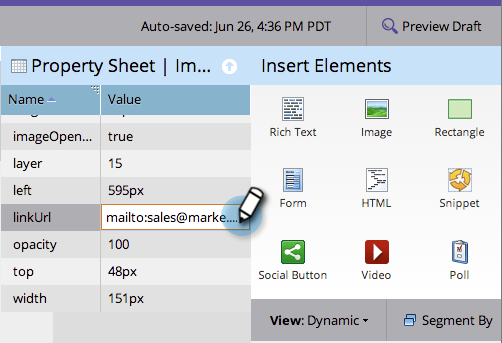 Auto-saved: Jun 26, 4:36 PM PDT
Preview Draft
Property Sheet | Im...
Insert Elements
Name Value
imageOpen... true
layer 15
left 595px
linkUrl mailto:sales@marke...
opacity 100
top 48px
width 151px
Rich Text Image Rectangle
Form HTML Snippet
Social Button Video Poll
View: Dynamic
Segment By